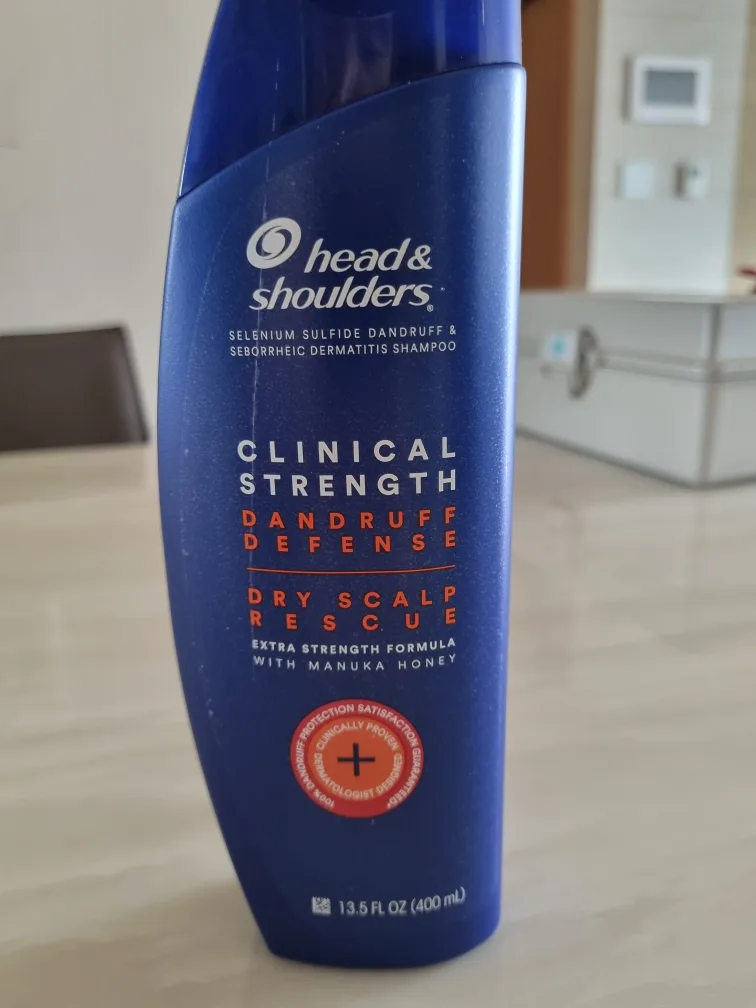 head &
shoulders®
SELENIUM SULFIDE DANDRUFF &
SEBORRHEIC DERMATITIS SHAMPOO
CLINICAL
STRENGTH
DANDRUFF
DEFENSE
DRY SCALP
RESCUE
EXTRA STRENGTH FORMULA
WITH MANUKA HONEY
100% DANDRUFF PROTECTION SATISFACTION GUARANTEED*
CLINICALLY PROVEN
DERMATOLOGIST DESIGNED
13.5 FL OZ (400 mL)